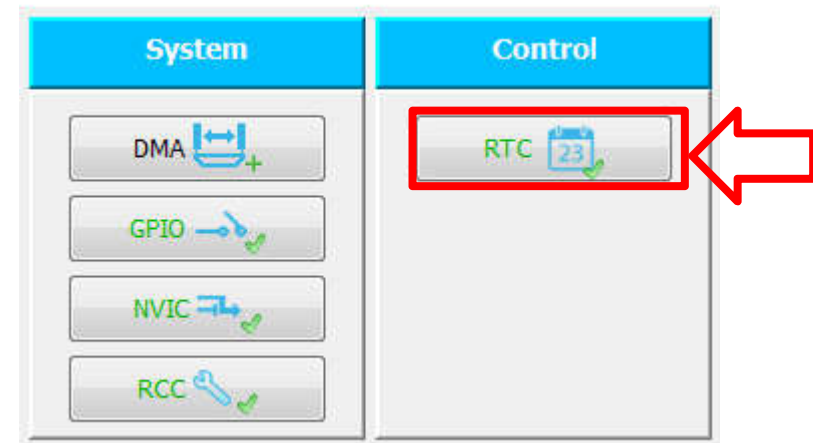 System
Control
DMA
RTC 23
GPIO
NVIC
RCC